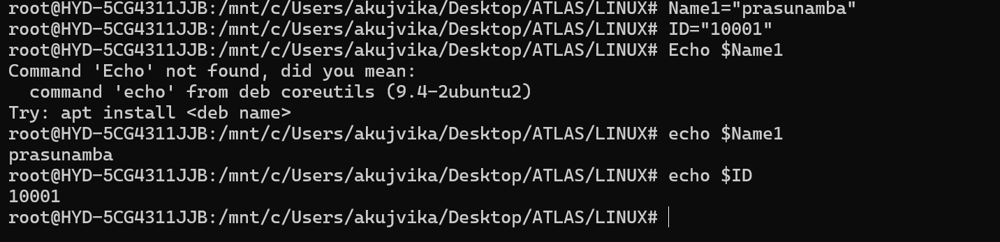 root@HYD-5CG4311JJB:/mnt/c/Users/akujvika/Desktop/ATLAS/LINUX# Name1="prasunamba"
root@HYD-5CG4311JJB:/mnt/c/Users/akujvika/Desktop/ATLAS/LINUX# ID="10001"
root@HYD-5CG4311JJB:/mnt/c/Users/akujvika/Desktop/ATLAS/LINUX# Echo $Name1
Command 'Echo' not found, did you mean:
  command 'echo' from deb coreutils (9.4-2ubuntu2)
Try: apt install <deb name>
root@HYD-5CG4311JJB:/mnt/c/Users/akujvika/Desktop/ATLAS/LINUX# echo $Name1
prasunamba
root@HYD-5CG4311JJB:/mnt/c/Users/akujvika/Desktop/ATLAS/LINUX# echo $ID
10001
root@HYD-5CG4311JJB:/mnt/c/Users/akujvika/Desktop/ATLAS/LINUX#